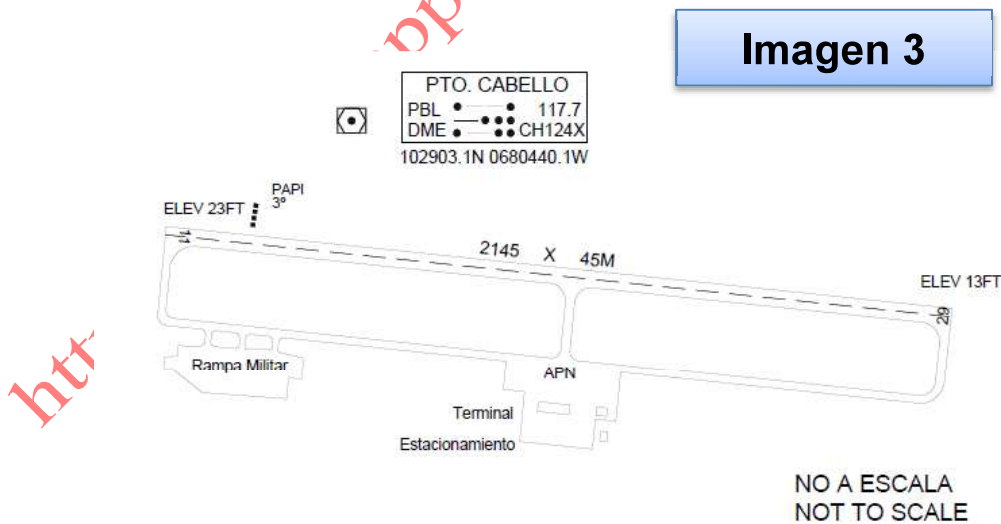 Imagen 3
PTO. CABELLO
PBL 117.7
DME CH124X
102903.1N 0680440.1W
PAPI
3º
ELEV 23FT
11
2145 X 45M
ELEV 13FT
29
Rampa Militar
APN
Terminal
Estacionamiento
NO A ESCALA
NOT TO SCALE